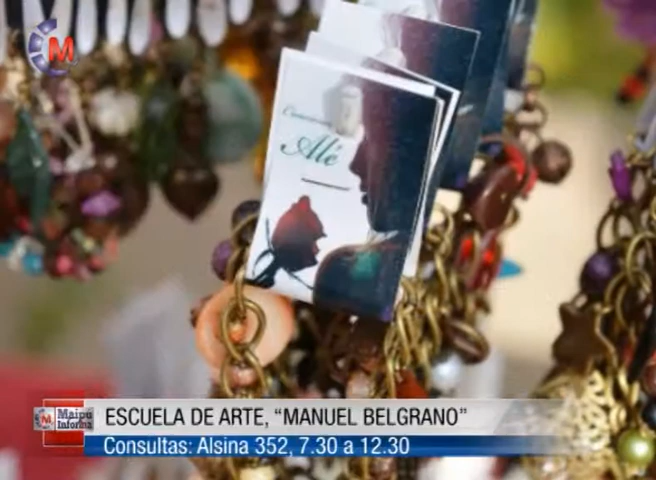 M
Alé
M
Maipú
Informa
ESCUELA DE ARTE, “MANUEL BELGRANO”
Consultas: Alsina 352, 7.30 a 12.30